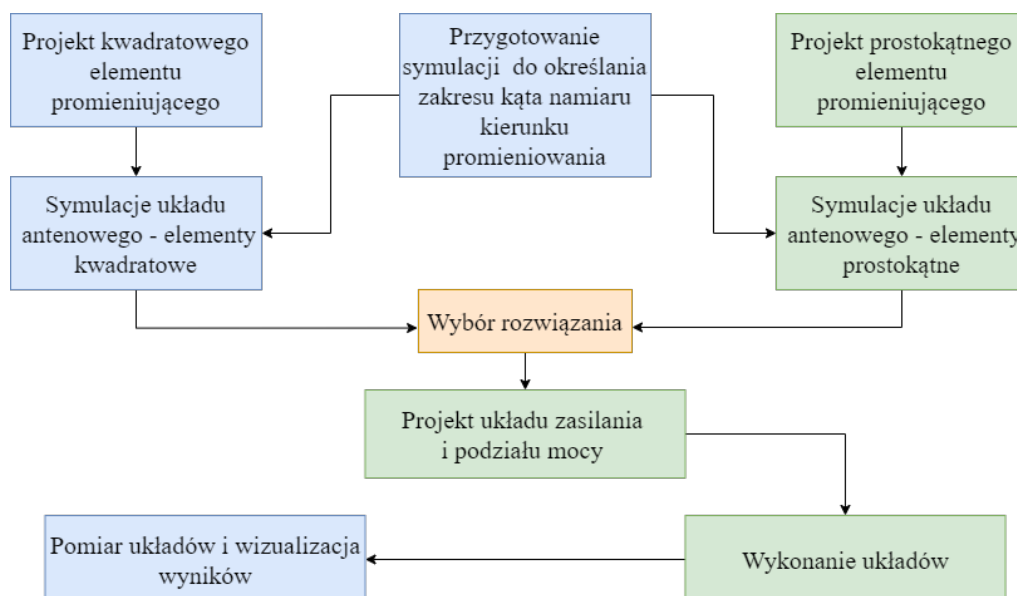 Projekt kwadratowego
elementu
promieniującego
Przygotowanie
symulacji do określania
zakresu kąta namiaru
kierunku
promieniowania
Projekt prostokątnego
elementu
promieniującego
Symulacje układu
antenowego - elementy
kwadratowe
Symulacje układu
antenowego - elementy
prostokątne
Wybór rozwiązania
Projekt układu zasilania
i podziału mocy
Pomiar układów i wizualizacja
wyników
Wykonanie układów